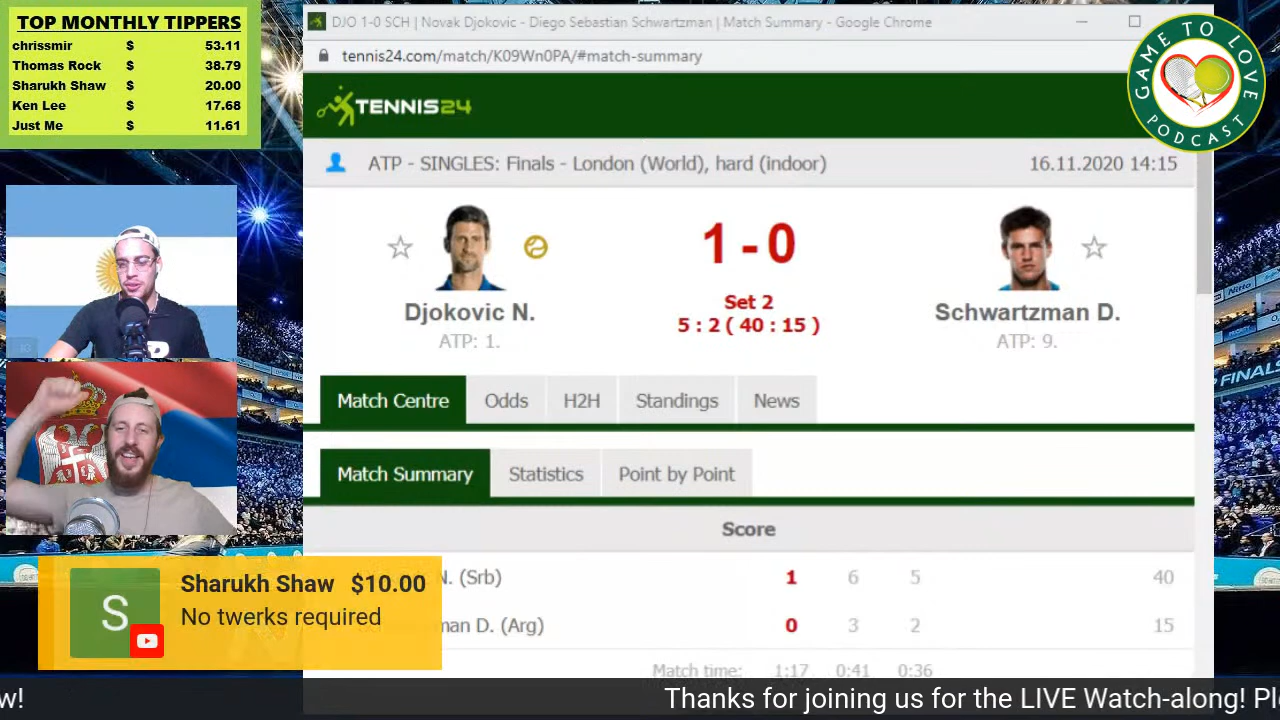 TOP MONTHLY TIPPERS
chrissmir $ 53.11
Thomas Rock $ 38.79
Sharukh Shaw $ 20.00
Ken Lee $ 17.68
Just Me $ 11.61
DJO 1-0 SCH | Novak Djokovic - Diego Sebastian Schwartzman | Match Summary - Google Chrome
tennis24.com/match/K09Wn0PA/#match-summary
GAME TO LOVE
PODCAST
TENNIS24
ATP - SINGLES: Finals - London (World), hard (indoor) 16.11.2020 14:15
1 - 0
Set 2
5 : 2 ( 40 : 15 )
Djokovic N.
ATP: 1.
Schwartzman D.
ATP: 9.
Nitto
FINALS
Match Centre Odds H2H Standings News
Match Summary Statistics Point by Point
Score
N. (Srb) 1 6 5 40
man D. (Arg) 0 3 2 15
Match time: 1:17 0:41 0:36
S
Sharukh Shaw $10.00
No twerks required
w! Thanks for joining us for the LIVE Watch-along! Ple